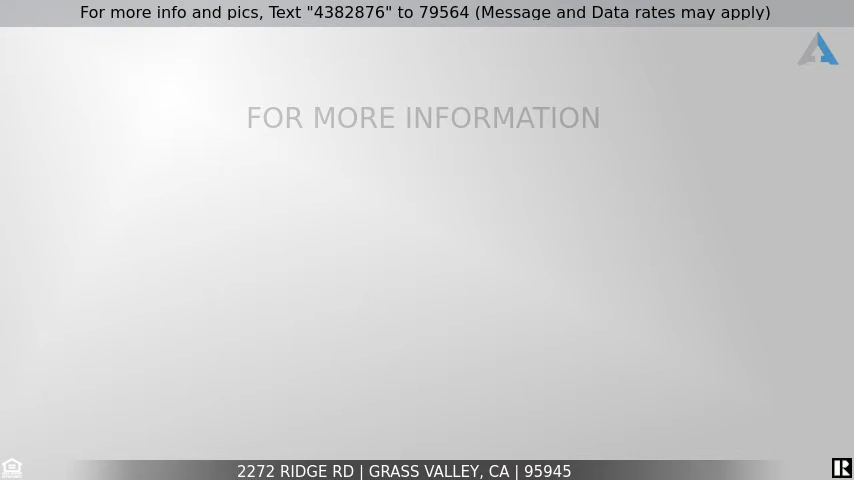 For more info and pics, Text "4382876" to 79564 (Message and Data rates may apply)
FOR MORE INFORMATION
2272 RIDGE RD | GRASS VALLEY, CA | 95945